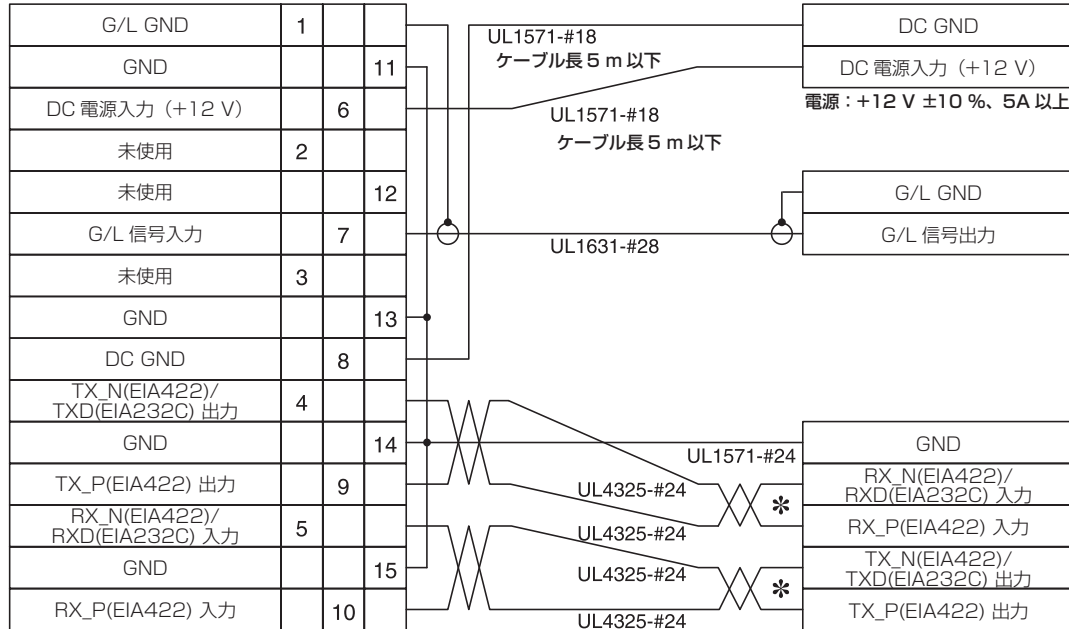 G/L GND 1
GND 11
DC 電源入力（+12 V） 6
未使用 2
未使用 12
G/L 信号入力 7
未使用 3
GND 13
DC GND 8
TX_N(EIA422)/
TXD(EIA232C) 出力 4
GND 14
TX_P(EIA422) 出力 9
RX_N(EIA422)/
RXD(EIA232C) 入力 5
GND 15
RX_P(EIA422) 入力 10
UL1571-#18
ケーブル長 5 m 以下
UL1571-#18
ケーブル長 5 m 以下
UL1631-#28
UL1571-#24
UL4325-#24
UL4325-#24
UL4325-#24
UL4325-#24
*
*
DC GND
DC 電源入力（+12 V）
電源：+12 V ±10 %、5A 以上
G/L GND
G/L 信号出力
GND
RX_N(EIA422)/
RXD(EIA232C) 入力
RX_P(EIA422) 入力
TX_N(EIA422)/
TXD(EIA232C) 出力
TX_P(EIA422) 出力